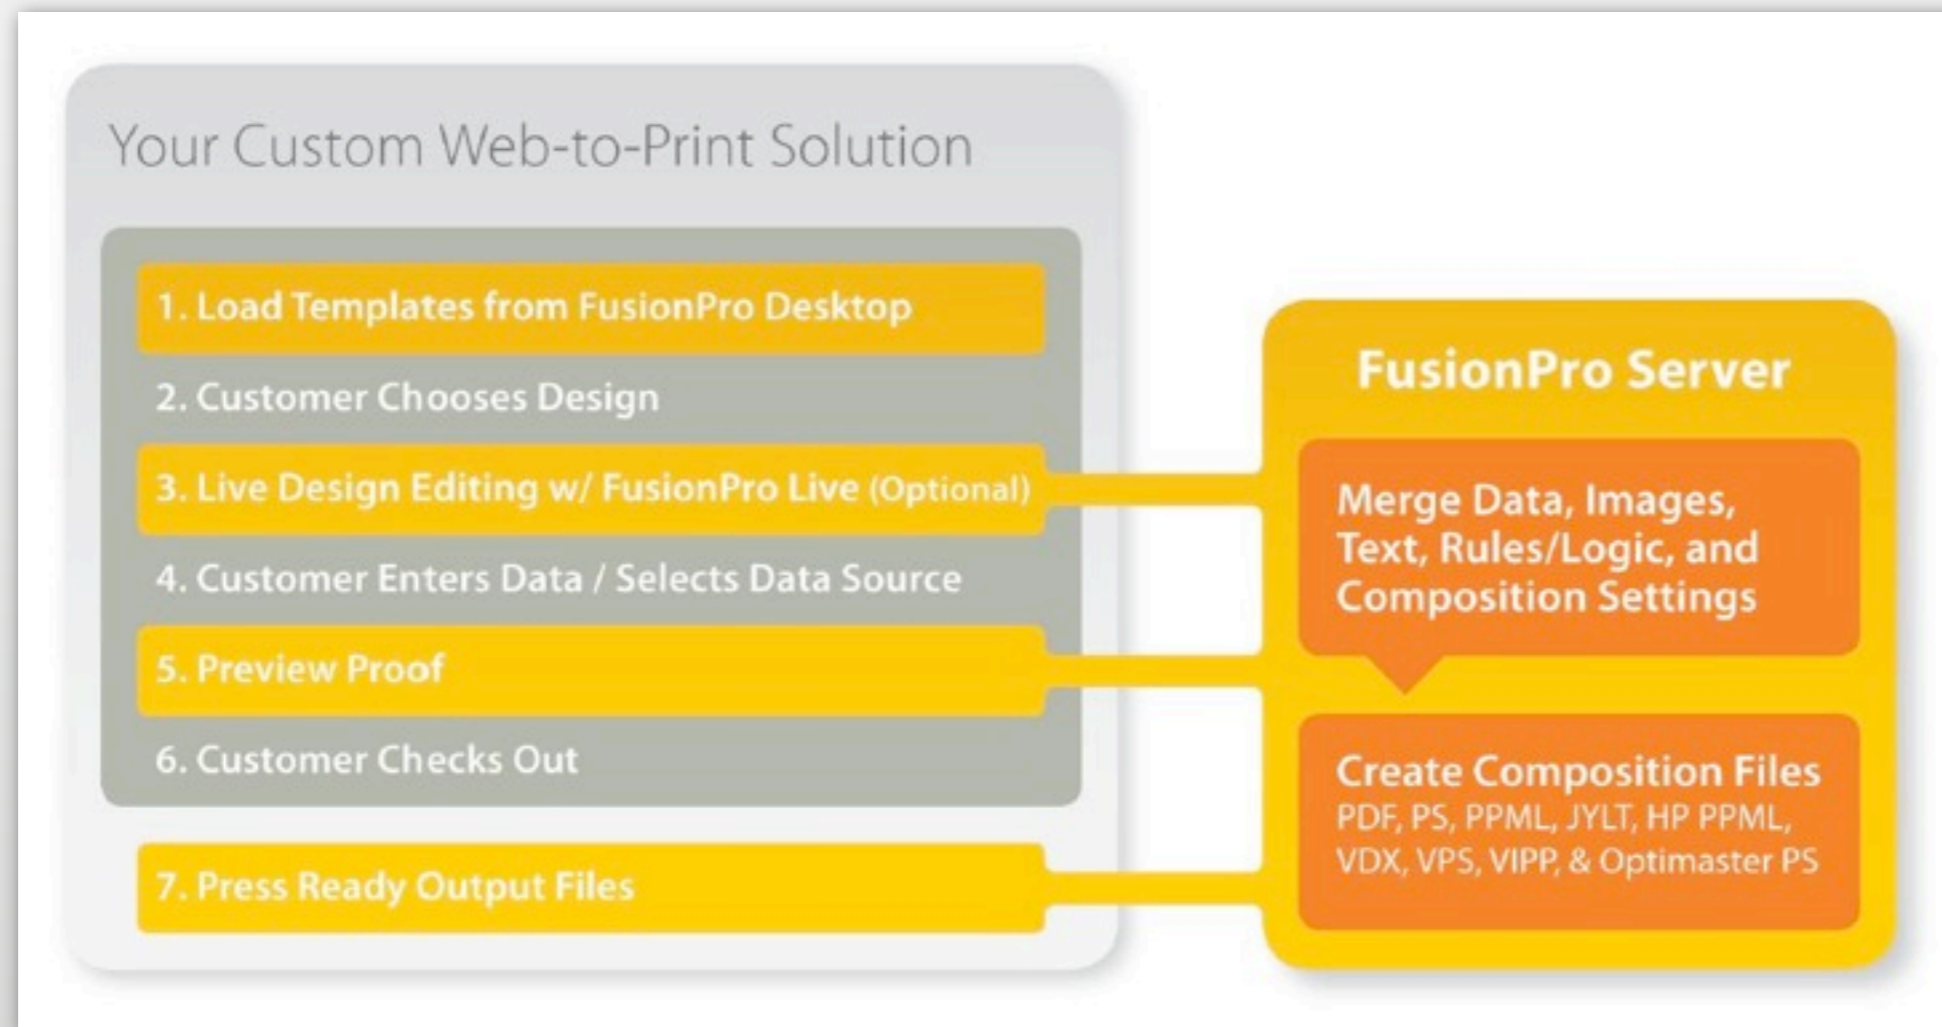 Your Custom Web-to-Print Solution
1. Load Templates from FusionPro Desktop
2. Customer Chooses Design
3. Live Design Editing w/ FusionPro Live (Optional)
4. Customer Enters Data / Selects Data Source
5. Preview Proof
6. Customer Checks Out
7. Press Ready Output Files
FusionPro Server
Merge Data, Images,
Text, Rules/Logic, and
Composition Settings
Create Composition Files
PDF, PS, PPML, JYLT, HP PPML,
VDX, VPS, VIPP, & Optimaster PS